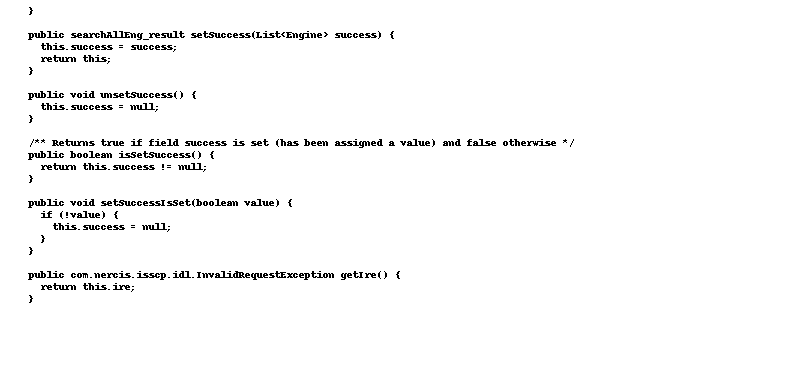 }
public searchAllEng_result setSuccess(List<Engine> success) {
this.success = success;
return this;
}
public void unsetSuccess() {
this.success = null;
}
/** Returns true if field success is set (has been assigned a value) and false otherwise */
public boolean isSetSuccess() {
return this.success != null;
}
public void setSuccessIsSet(boolean value) {
if (!value) {
this.success = null;
}
}
public com.nercis.isscp.idl.InvalidRequestException getIre() {
return this.ire;
}